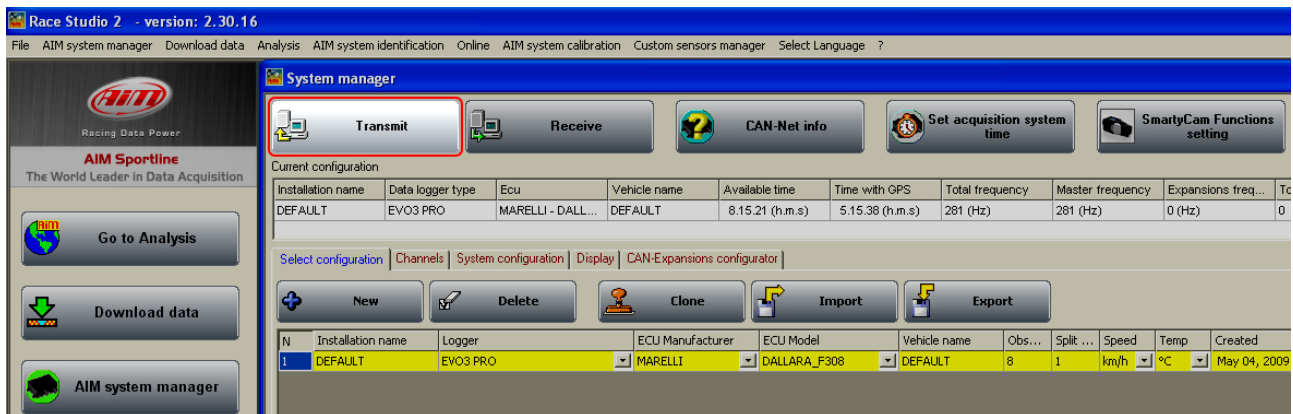 Race Studio 2 - version: 2.30.16
File AIM system manager Download data Analysis AIM system identification Online AIM system calibration Custom sensors manager Select Language ?
AiM
Racing Data Power
AIM Sportline
The World Leader in Data Acquisition
Aim
Go to Analysis
Download data
AIM system manager
System manager
Transmit Receive CAN-Net info Set acquisition system time SmartyCam Functions setting
Current configuration
Installation name Data logger type Ecu Vehicle name Available time Time with GPS Total frequency Master frequency Expansions freq... To
DEFAULT EVO3 PRO MARELLI - DALL... DEFAULT 8.15.21 (h.m.s) 5.15.38 (h.m.s) 281 (Hz) 281 (Hz) 0 (Hz) 0
Select configuration Channels System configuration Display CAN-Expansions configurator
New Delete Clone Import Export
N Installation name Logger ECU Manufacturer ECU Model Vehicle name Obs... Split ... Speed Temp Created
1 DEFAULT EVO3 PRO MARELLI DALLARA_F308 DEFAULT 8 1 km/h °C May 04, 2009